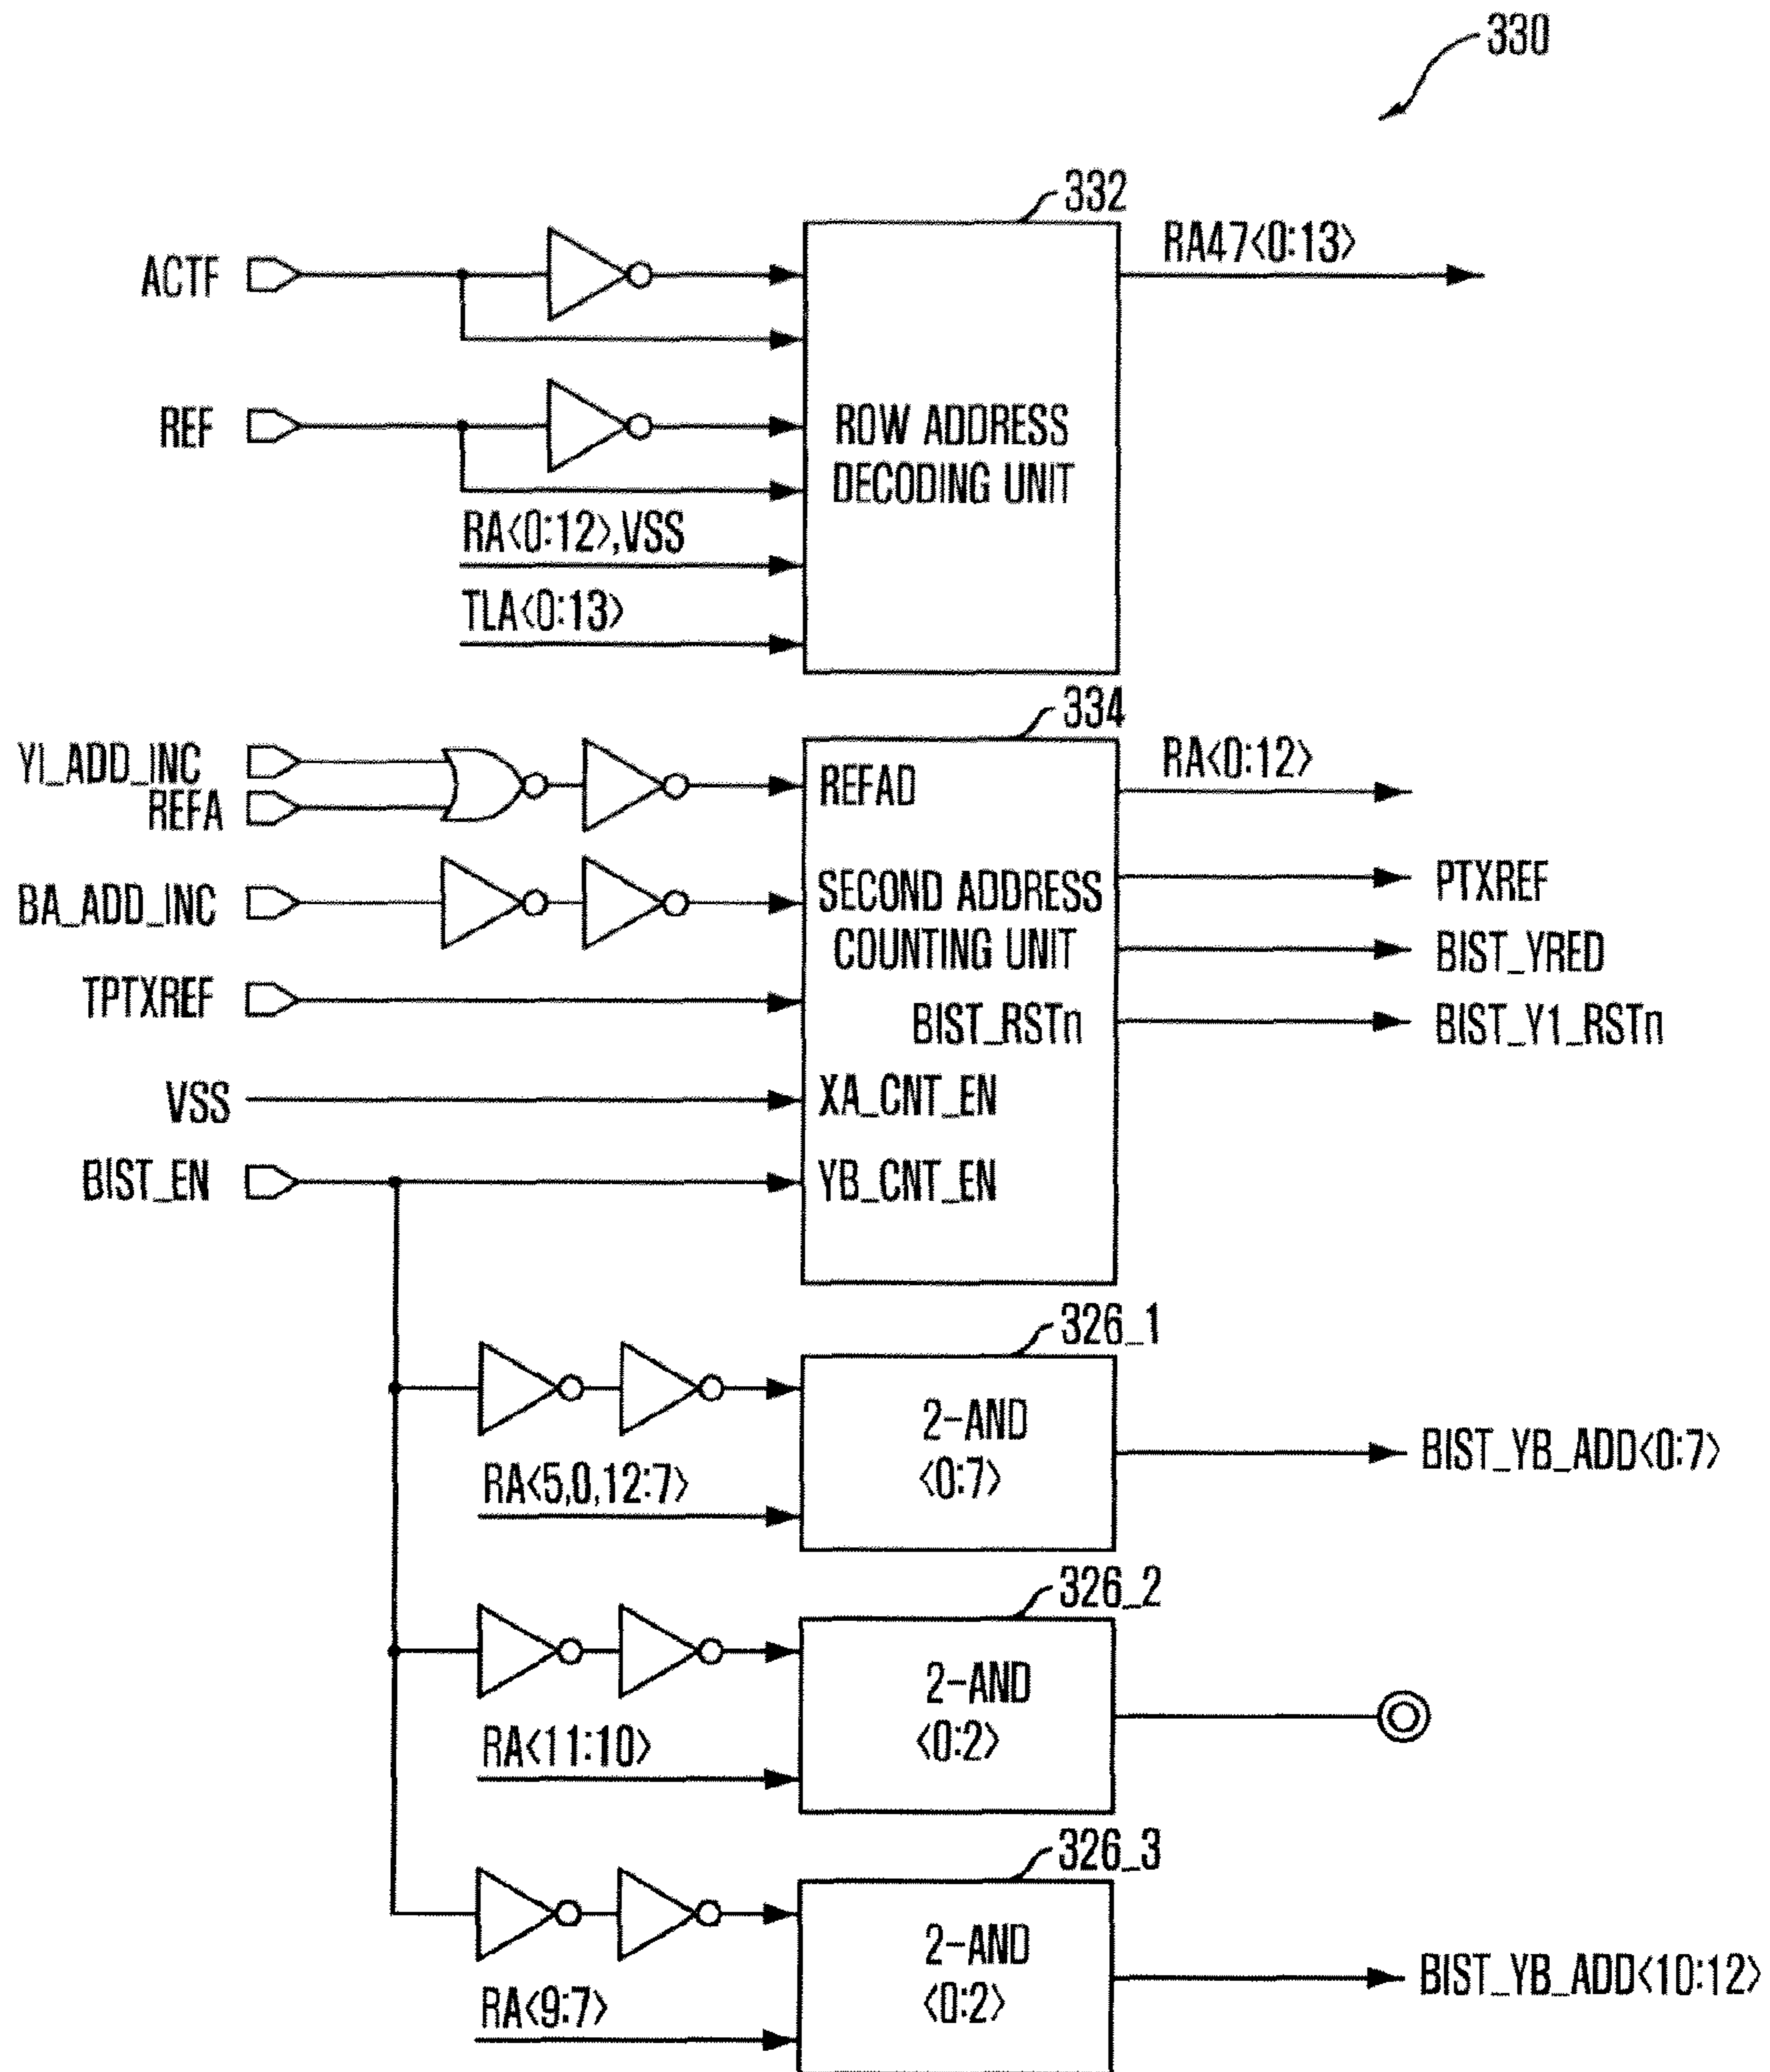 330
332
ACTF
RA47<0:13>
REF
ROW ADDRESS
DECODING UNIT
RA<0:12>,VSS
TLA<0:13>
334
YI_ADD_INC
REFA
REFAD
RA<0:12>
BA_ADD_INC
SECOND ADDRESS
COUNTING UNIT
PTXREF
BIST_YRED
TPTXREF
BIST_RSTn
BIST_Y1_RSTn
VSS
XA_CNT_EN
BIST_EN
YB_CNT_EN
326_1
2-AND
<0:7>
RA<5,0,12:7>
BIST_YB_ADD<0:7>
326_2
2-AND
<0:2>
RA<11:10>
326_3
2-AND
<0:2>
RA<9:7>
BIST_YB_ADD<10:12>